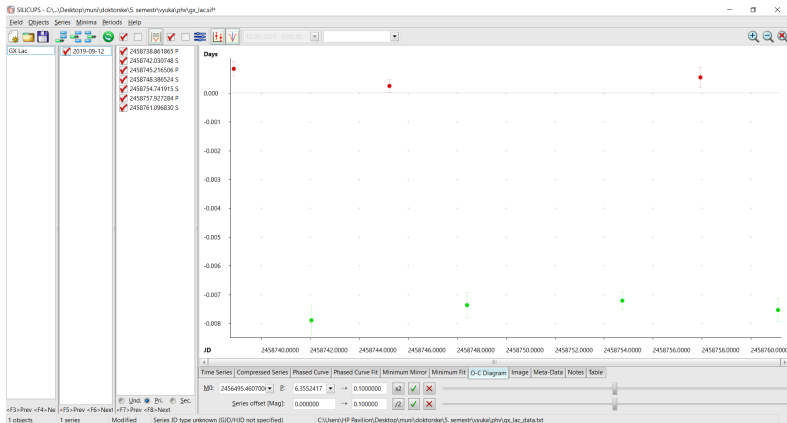 SILICUPS - C:\...\Desktop\muni\doktorske\5. semestr\vyuka\phv\gx_lac.sif*
Field Objects Series Minima Periods Help
GX Lac
2019-09-12
2458738.861865 P
2458742.030748 S
2458745.216506 P
2458748.386524 S
2458754.741915 S
2458757.927284 P
2458761.096830 S
Days
0.000
-0.001
-0.002
-0.003
-0.004
-0.005
-0.006
-0.007
-0.008
JD 2458740.0000 2458742.0000 2458744.0000 2458746.0000 2458748.0000 2458750.0000 2458752.0000 2458754.0000 2458756.0000 2458758.0000 2458760.000
Time Series Compressed Series Phased Curve Phased Curve Fit Minimum Mirror Minimum Fit O-C Diagram Image Meta-Data Notes Table
M0: 2456495.460700 P: 6.3552417 → 0.1000000 x2
Series offset [Mag]: 0.000000 → 0.100000 /2
Und. Pri. Sec.
<F3>Prev <F4>Ne <F5>Prev <F6>Next <F7>Prev <F8>Next
1 objects 1 series Modified Series JD type unknown (GJD/HJD not specified) C:\Users\HP Pavilion\Desktop\muni\doktorske\5. semestr\vyuka\phv\gx_lac_data.txt